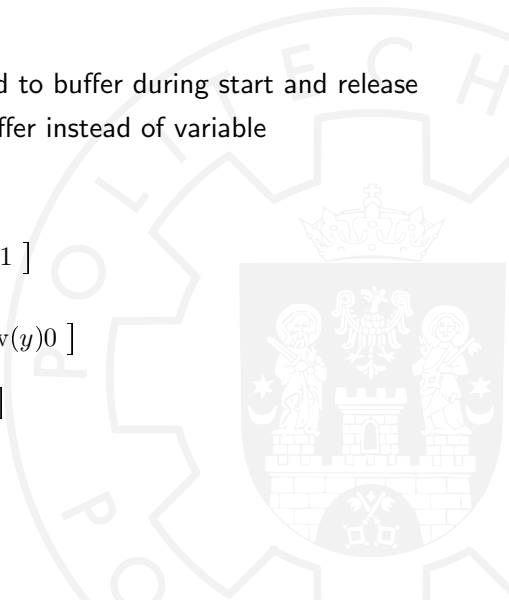 d to buffer during start and release
ffer instead of variable
1 ]
v(y)0 ]
]
P O L I T E C H
P O